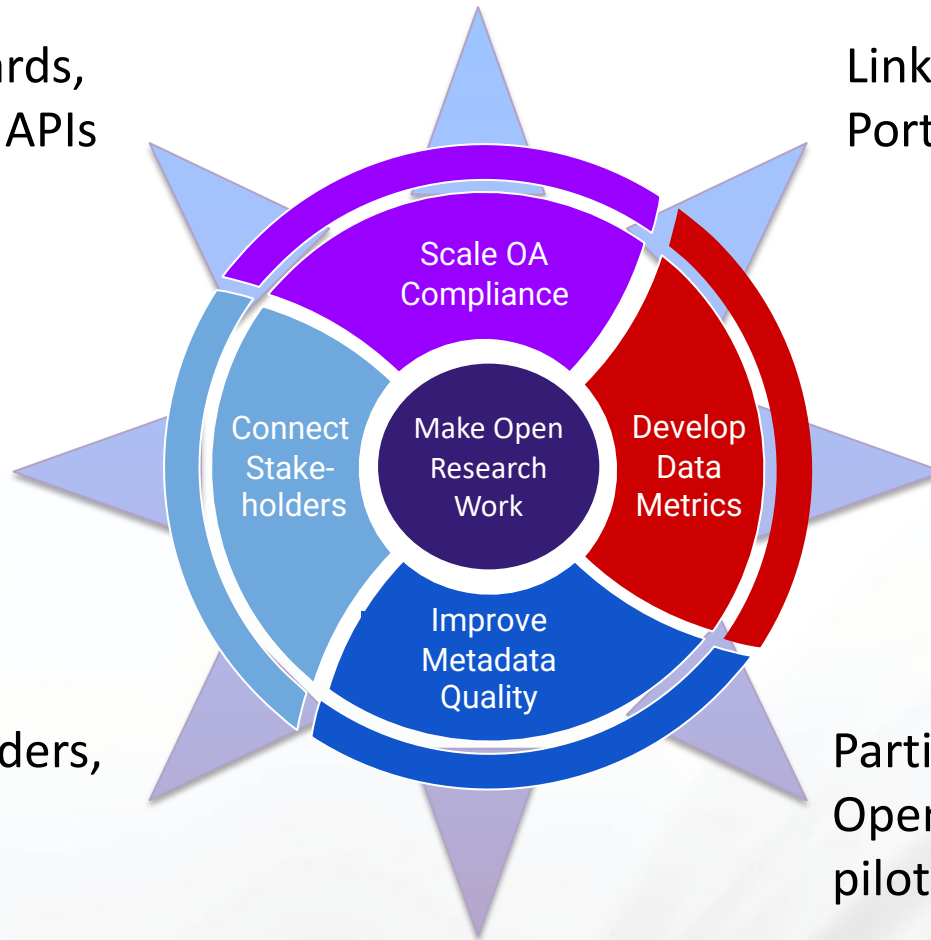 ards,
APIs
Link
Port
Scale OA
Compliance
Connect
Stake-
holders
Make Open
Research
Work
Develop
Data
Metrics
Improve
Metadata
Quality
ders,
Parti
Oper
pilot